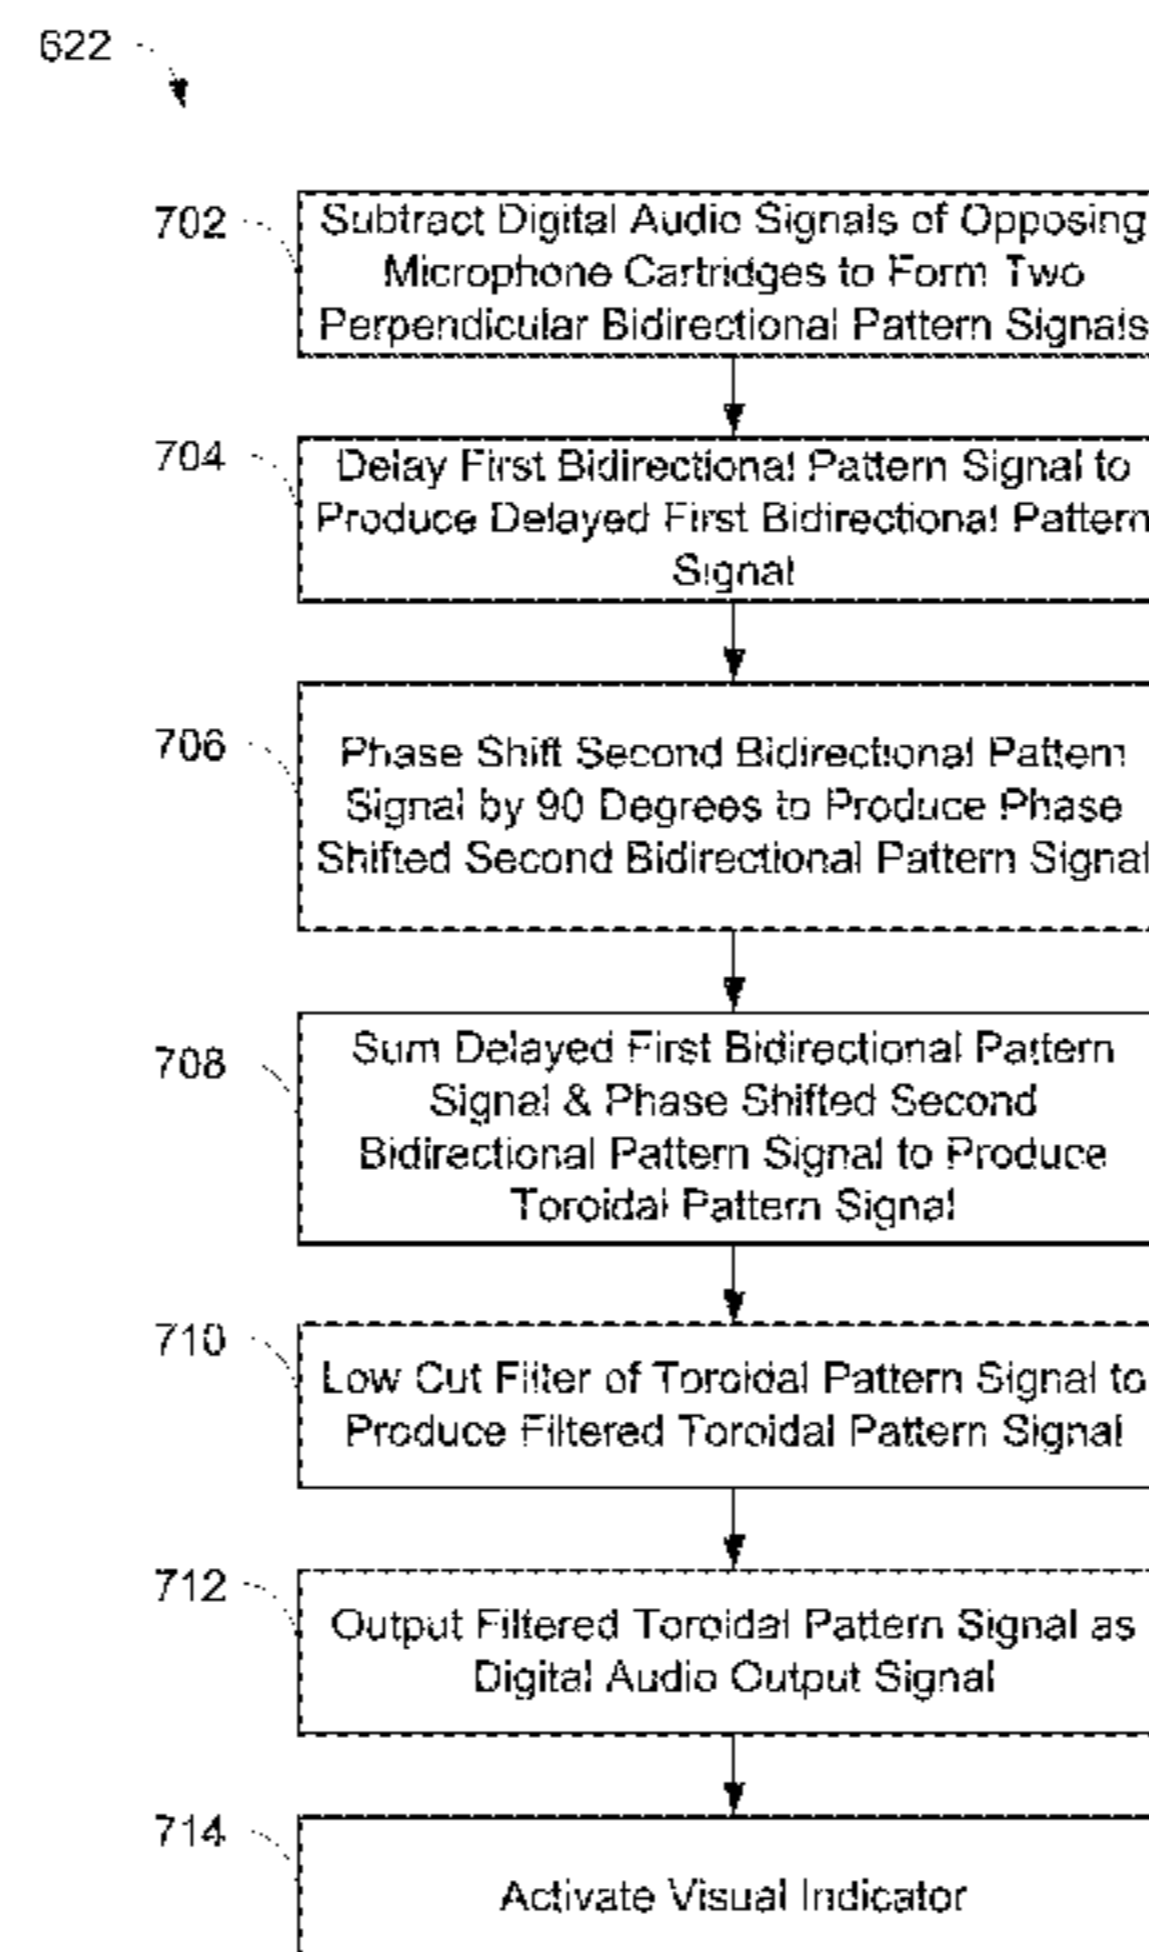 622
702
Subtract Digital Audio Signals of Opposing
Microphone Cartridges to Form Two
Perpendicular Bidirectional Pattern Signals
704
Delay First Bidirectional Pattern Signal to
Produce Delayed First Bidirectional Pattern
Signal
706
Phase Shift Second Bidirectional Pattern
Signal by 90 Degrees to Produce Phase
Shifted Second Bidirectional Pattern Signal
708
Sum Delayed First Bidirectional Pattern
Signal & Phase Shifted Second
Bidirectional Pattern Signal to Produce
Toroidal Pattern Signal
710
Low Cut Filter of Toroidal Pattern Signal to
Produce Filtered Toroidal Pattern Signal
712
Output Filtered Toroidal Pattern Signal as
Digital Audio Output Signal
714
Activate Visual Indicator